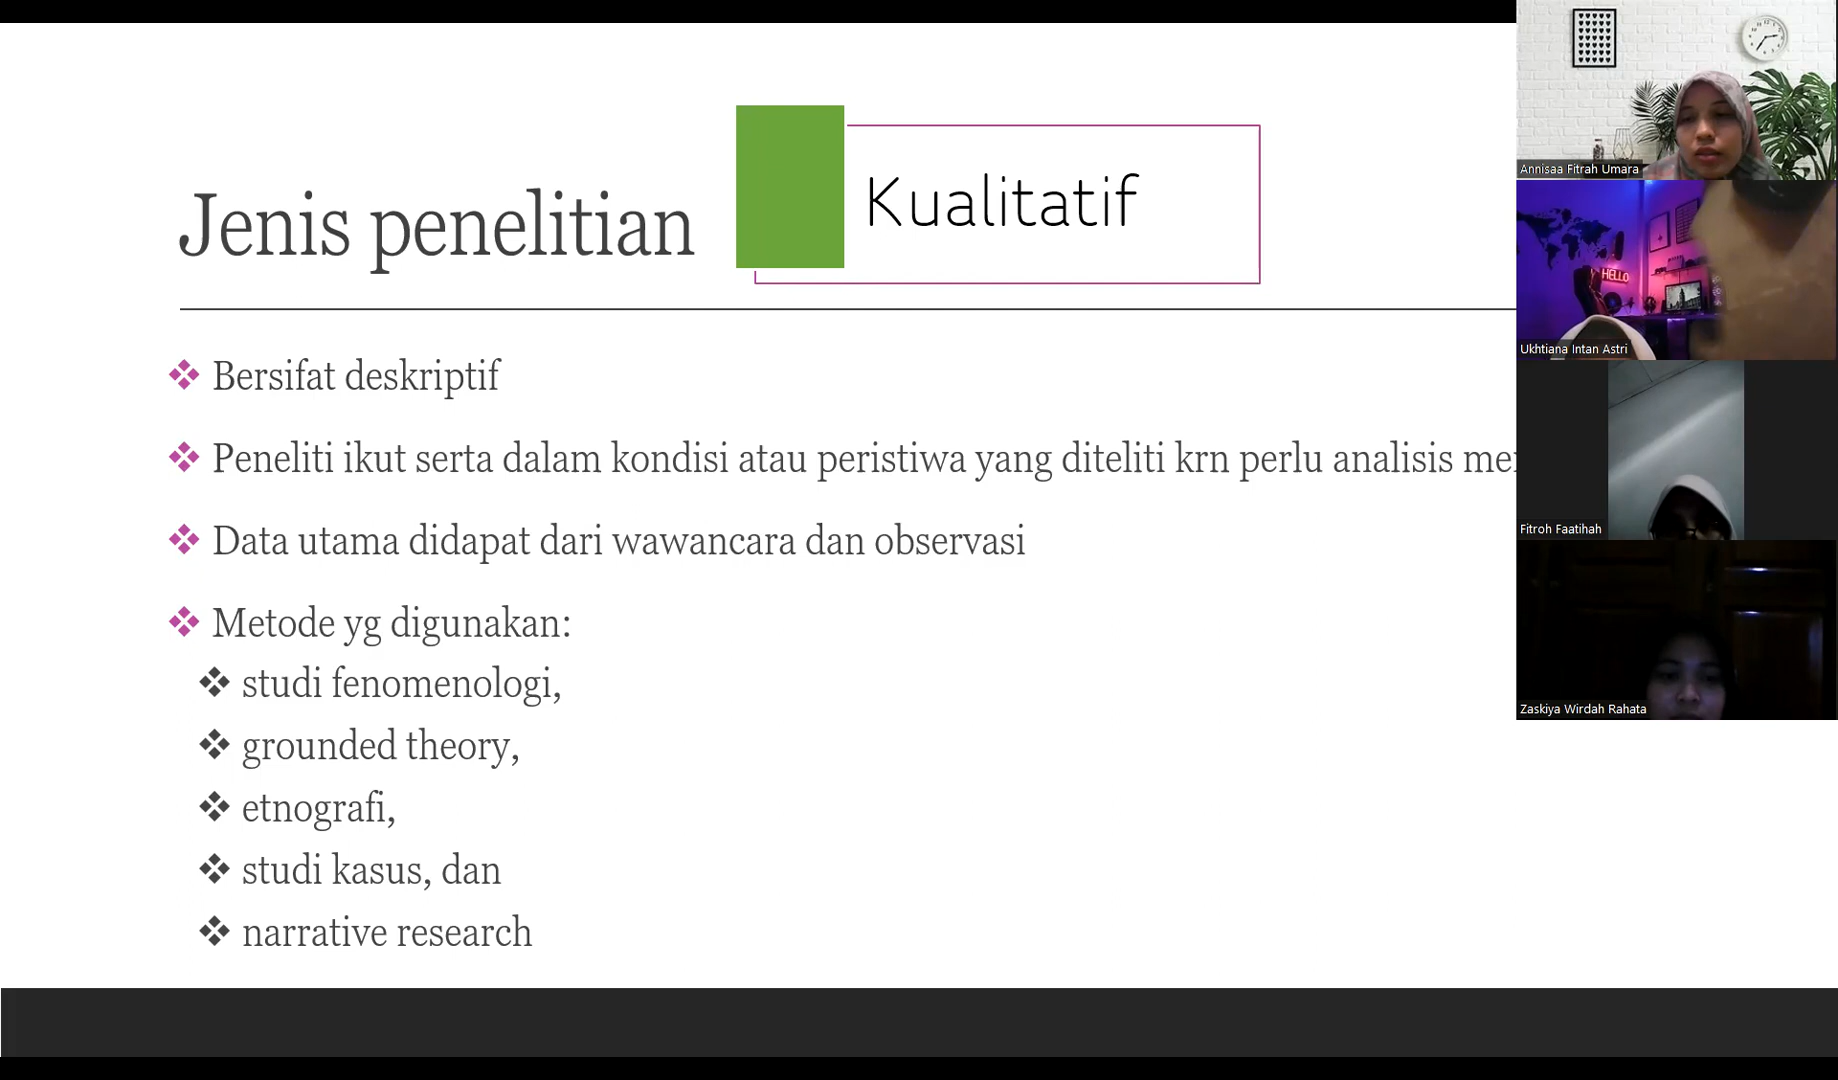 Jenis penelitian
Kualitatif
Bersifat deskriptif
Peneliti ikut serta dalam kondisi atau peristiwa yang diteliti krn perlu analisis
Data utama didapat dari wawancara dan observasi
Metode yg digunakan:
studi fenomenologi,
grounded theory,
etnografi,
studi kasus, dan
narrative research
Annisaa Fitrah Umara
HELLO
Ukhtiana Intan Astri
Fitroh Faatihah
Zaskiya Wirdah Rahata